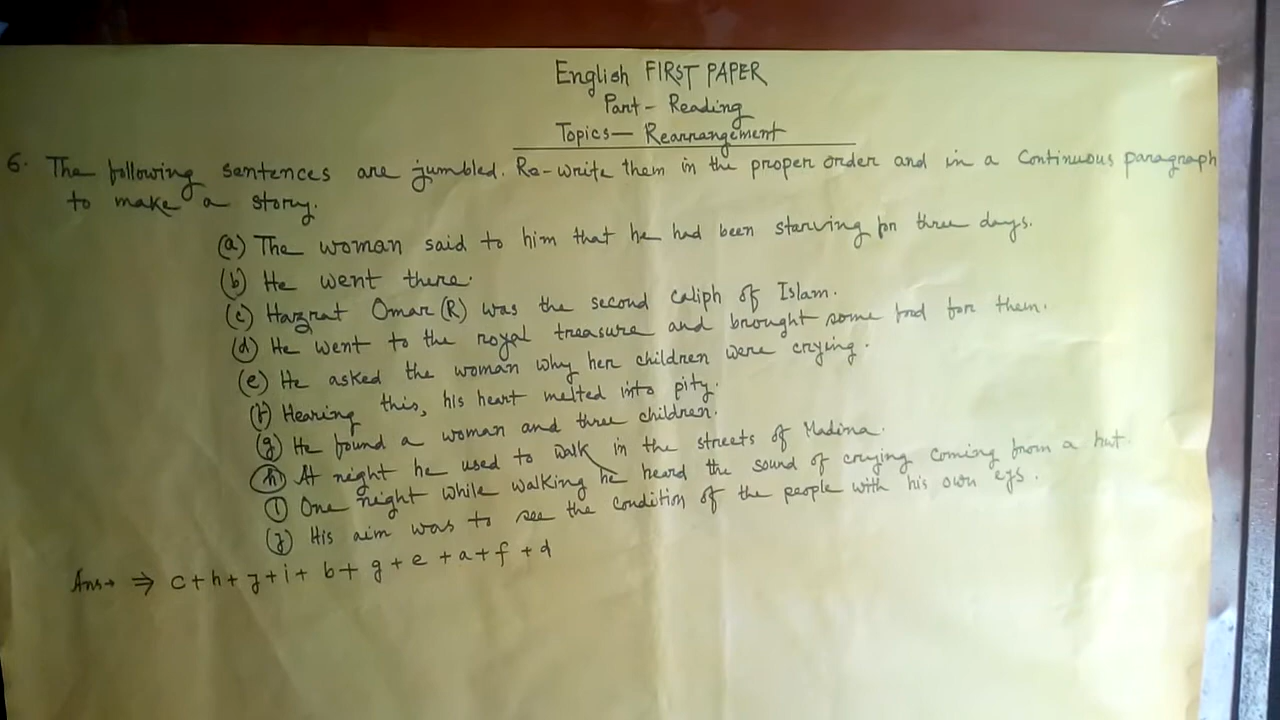 English FIRST PAPER
Part - Reading
Topics - Rearrangement
6. The following sentences are jumbled. Re-write them in the proper order and in a continuous paragraph
to make a story.
(a) The woman said to him that he had been starving for three days.
(b) He went there.
(c) Hazrat Omar (R) was the second caliph of Islam.
(d) He went to the royal treasure and brought some food for them.
(e) He asked the woman why her children were crying.
(f) Hearing this, his heart melted into pity.
(g) He found a woman and three children.
(h) At night he used to walk in the streets of Madina.
(i) One night while walking he heard the sound of crying coming from a hut.
(j) His aim was to see the condition of the people with his own eys.
Ans→ ⇒ c+h+j+i+b+g+e+a+f+d